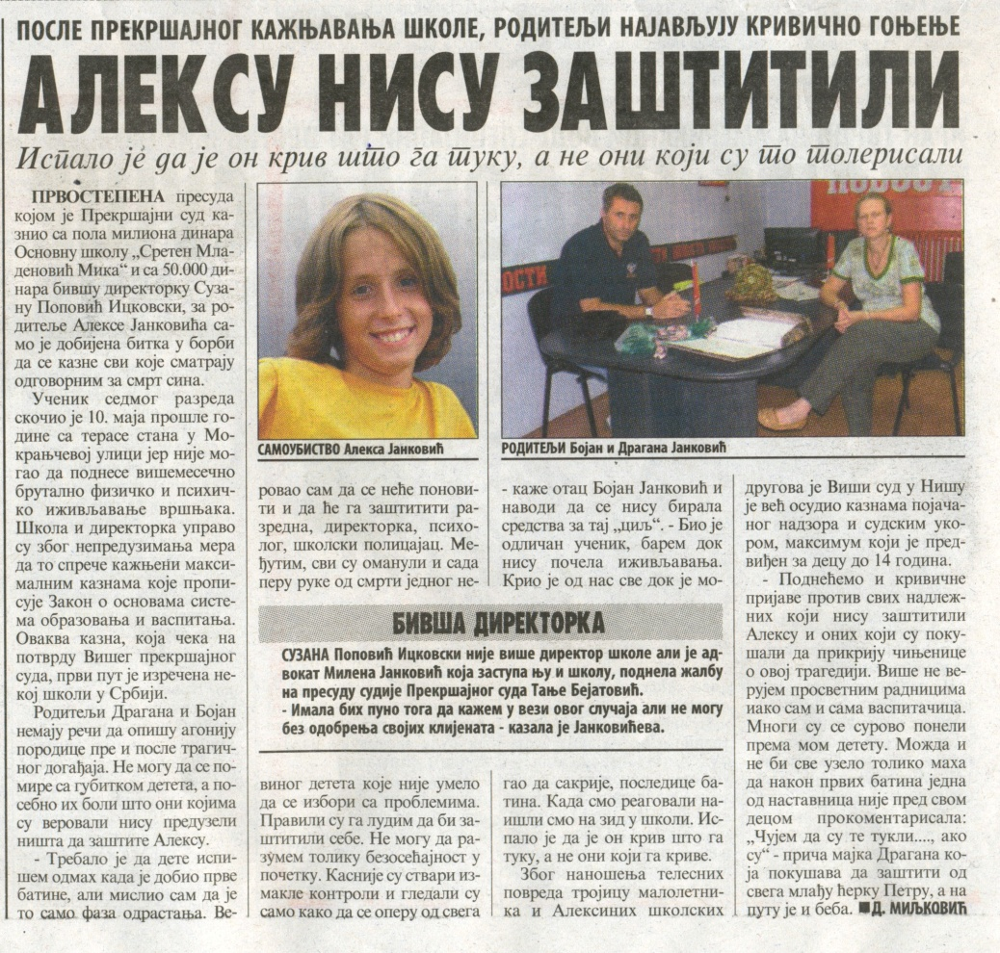 ПОСЛЕ ПРЕКРШАЈНОГ КАЖЊАВАЊА ШКОЛЕ, РОДИТЕЉИ НАЈАВЉУЈУ КРИВИЧНО ГОЊЕЊЕ
АЛЕКСУ НИСУ ЗАШТИТИЛИ
Испало је да је он крив што га туку, а не они који су то толерисали
ПРВОСТЕПЕНА пресуда
којом је Прекршајни суд ка-
знио са пола милиона динара
Основну школу „Сретен Мла-
деновић Мика“ и са 50.000 ди-
нара бившу директорку Суза-
ну Поповић Ицковски, за ро-
дитеље Алексе Јанковића са-
мо је добијена битка у борби
да се казне сви које сматрају
одговорним за смрт сина.
Ученик седмог разреда
скочио је 10. маја прошле го-
дине са терасе стана у Мо-
крањчевој улици јер није мо-
гао да поднесе вишемесечно
брутално физичко и психич-
ко иживљавање вршњака.
Школа и директорка управо
су због непредузимања мера
да то спрече кажњени макси-
малним казнама које пропи-
сује Закон о основама систе-
ма образовања и васпитања.
Оваква казна, која чека на
потврду Вишег прекршајног
суда, први пут је изречена не-
кој школи у Србији.
Родитељи Драгана и Бојан
немају речи да опишу агонију
породице пре и после трагич-
ног догађаја. Не могу да се по-
мире са губитком детета, а по-
себно их боли што они којима
су веровали нису предузели
ништа да заштите Алексу.
- Требало је да дете испи-
шем одмах када је добио прве
батине, али мислио сам да је
то само фаза одрастања. Ве-
САМОУБИСТВО Алекса Јанковић
НОВОСТИ
ОСТИ
РОДИТЕЉИ Бојан и Драгана Јанковић
ровао сам да се неће понови-
ти и да ће га заштитити ра-
зредна, директорка, психо-
лог, школски полицајац. Ме-
ђутим, сви су оманули и сада
перу руке од смрти једног не-
виног детета које није умело
да се избори са проблемима.
Правили су га лудим да би за-
штитили себе. Не могу да ра-
зумем толику безосећајност у
почетку. Касније су ствари из-
макле контроли и гледали су
само како да се оперу од свега
- каже отац Бојан Јанковић и
наводи да се нису бирала
средства за тај „циљ“. - Био је
одличан ученик, барем док
нису почела иживљавања.
Крио је од нас све док је мо-
гао да сакрије, последице ба-
тина. Када смо реаговали на-
ишли смо на зид у школи. Ис-
пало је да је он крив што га
туку, а не они који га криве.
Због наношења телесних
повреда тројицу малолетни-
ка и Алексиних школских
другова је Виши суд у Нишу
је већ осудио казнама појача-
ног надзора и судским уко-
ром, максимум који је пред-
виђен за децу до 14 година.
- Поднећемо и кривичне
пријаве против свих надлеж-
них који нису заштитили
Алексу и оних који су поку-
шали да прикрију чињенице
о овој трагедији. Више не ве-
рујем просветним радницима
иако сам и сама васпитачица.
Многи су се сурово понели
према мом детету. Можда и
не би све узело толико маха
да након првих батина једна
од наставница није пред свом
децом прокоментарисала:
„Чујем да су те тукли...., ако
су“ - прича мајка Драгана ко-
ја покушава да заштити од
свега млађу ћерку Петру, а на
путу је и беба. ■Д. МИЉКОВИЋ
БИВША ДИРЕКТОРКА
СУЗАНА Поповић Ицковски није више директор школе али је ад-
вокат Милена Јанковић која заступа њу и школу, поднела жалбу
на пресуду судије Прекршајног суда Тање Бејатовић.
- Имала бих пуно тога да кажем у вези овог случаја али не могу
без одобрења својих клијената - казала је Јанковићева.